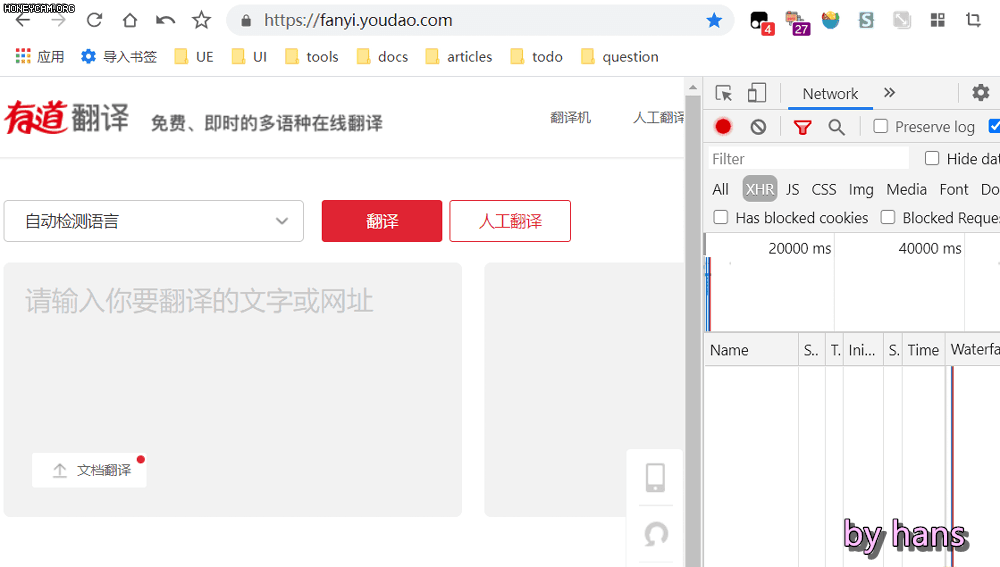 HONEYCAM.ORG
https://fanyi.youdao.com
4
27
应用 导入书签 UE UI tools docs articles todo question
有道翻译 免费、即时的多语种在线翻译 翻译机 人工翻译
Network
Preserve log
Filter Hide dat
All XHR JS CSS Img Media Font Do
Has blocked cookies Blocked Reque
自动检测语言 翻译 人工翻译
20000 ms 40000 ms
请输入你要翻译的文字或网址
Name S.. T. Ini... S. Time Waterfa
文档翻译
by hans